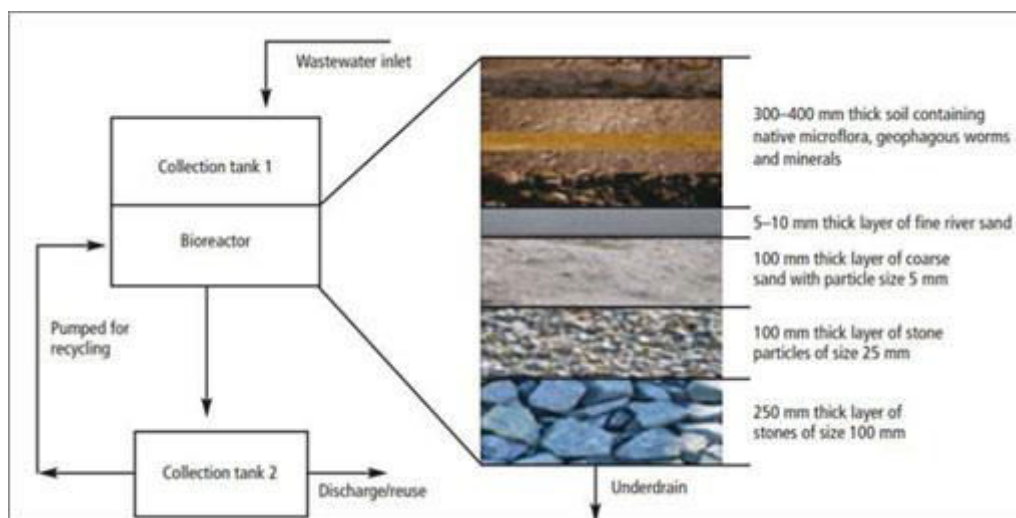 Wastewater inlet
Collection tank 1
Bioreactor
Pumped for
recycling
Collection tank 2
Discharge/reuse
300–400 mm thick soil containing
native microflora, geophagous worms
and minerals
5–10 mm thick layer of fine river sand
100 mm thick layer of coarse
sand with particle size 5 mm
100 mm thick layer of stone
particles of size 25 mm
250 mm thick layer of
stones of size 100 mm
Underdrain